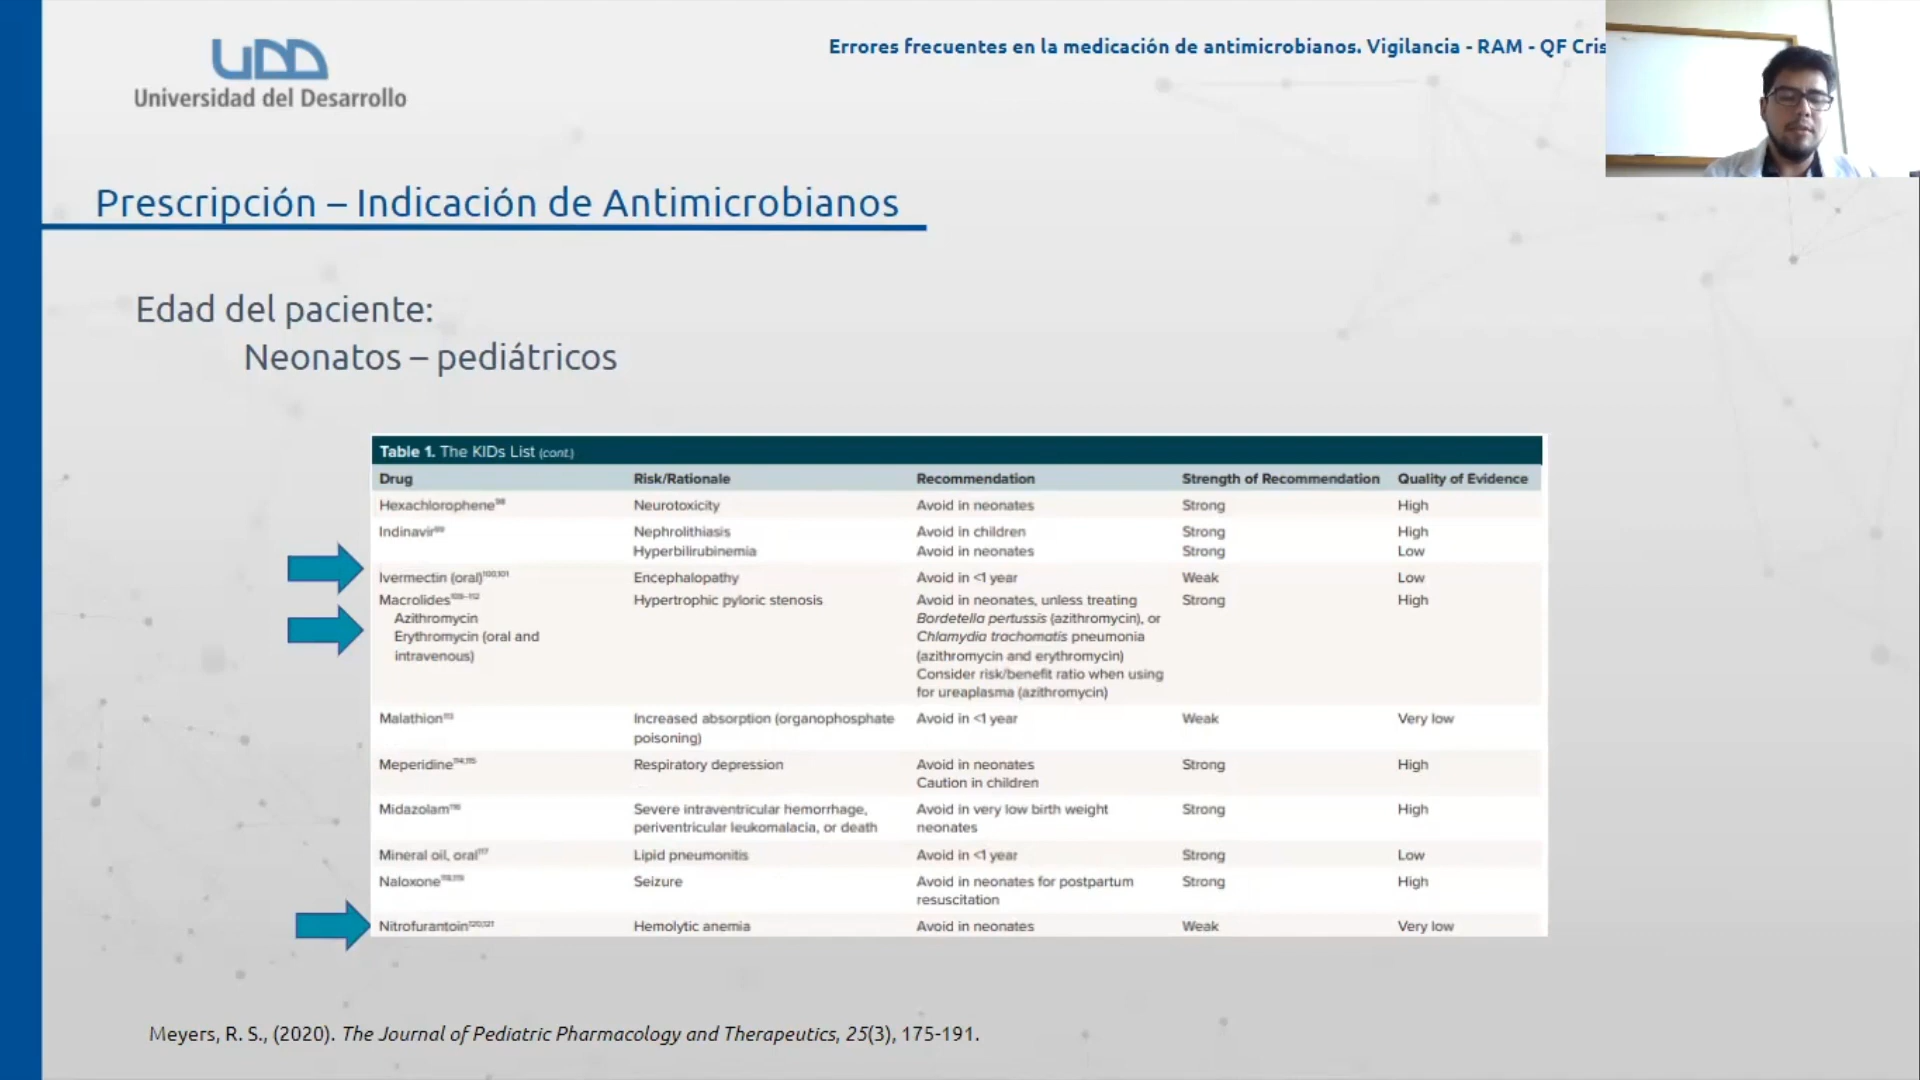 UDD
Universidad del Desarrollo
Errores frecuentes en la medicación de antimicrobianos. Vigilancia - RAM - QF Cris
Prescripción – Indicación de Antimicrobianos
Edad del paciente:
Neonatos – pediátricos
Table 1. The KIDs List (cont.)
Drug Risk/Rationale Recommendation Strength of Recommendation Quality of Evidence
Hexachlorophene Neurotoxicity Avoid in neonates Strong High
Indinavir Nephrolithiasis Avoid in children Strong High
Hyperbilirubinemia Avoid in neonates Strong Low
Ivermectin (oral) Encephalopathy Avoid in <1 year Weak Low
Macrolides Hypertrophic pyloric stenosis Avoid in neonates, unless treating Strong High
Azithromycin Bordetella pertussis (azithromycin), or
Erythromycin (oral and Chlamydia trachomatis pneumonia
intravenous) (azithromycin and erythromycin)
Consider risk/benefit ratio when using
for ureaplasma (azithromycin)
Malathion Increased absorption (organophosphate Avoid in <1 year Weak Very low
poisoning)
Meperidine Respiratory depression Avoid in neonates Strong High
Caution in children
Midazolam Severe intraventricular hemorrhage, Avoid in very low birth weight Strong High
periventricular leukomalacia, or death neonates
Mineral oil, oral Lipid pneumonitis Avoid in <1 year Strong Low
Naloxone Seizure Avoid in neonates for postpartum Strong High
resuscitation
Nitrofurantoin Hemolytic anemia Avoid in neonates Weak Very low
Meyers, R. S., (2020). The Journal of Pediatric Pharmacology and Therapeutics, 25(3), 175-191.